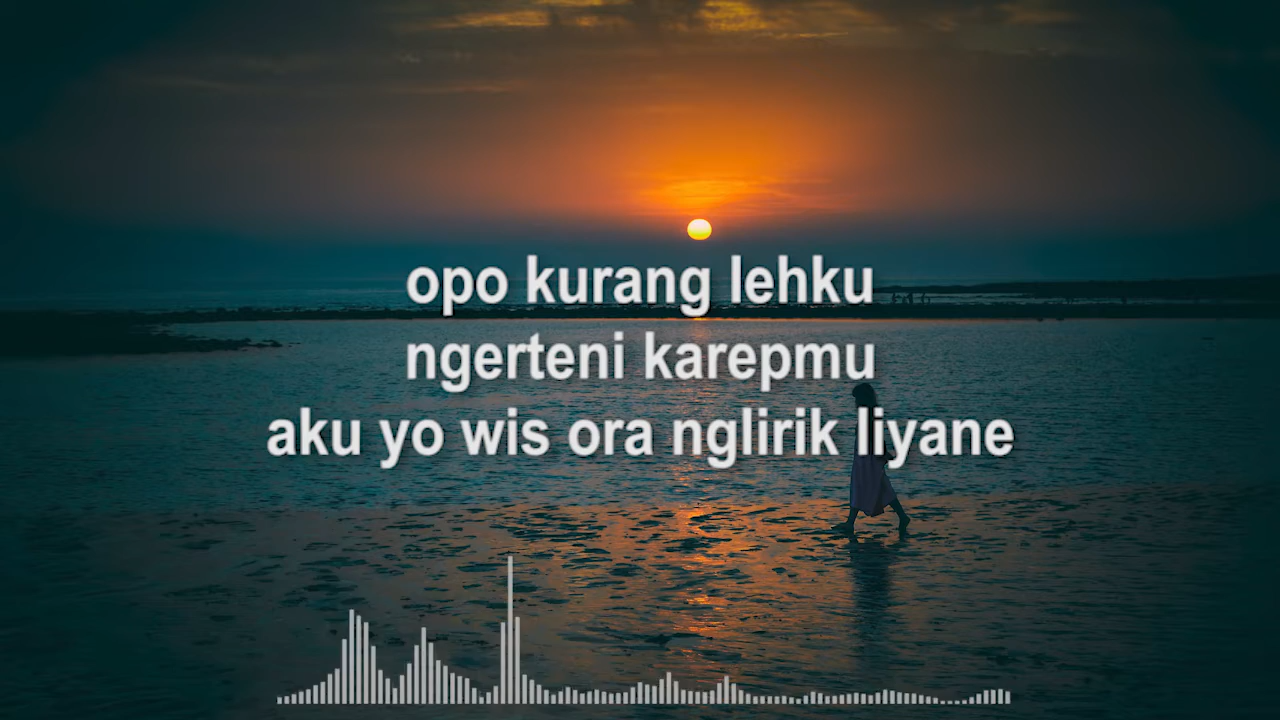 opo kurang lehku
ngerteni karepmu
aku yo wis ora nglirik liyane